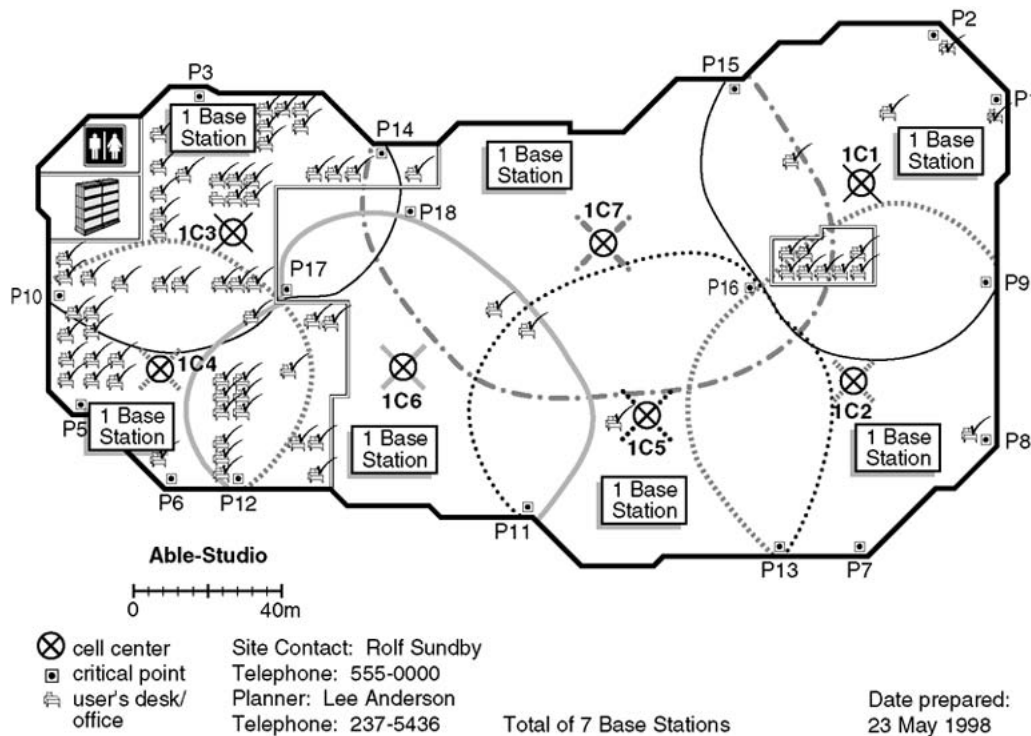 P2
P3
P15
P1
1 Base
Station
P14
1 Base
Station
1 Base
Station
1C1
P18
1C7
1C3
P17
P10
P16
P9
1C4
1C6
1C2
P5
1 Base
Station
1C5
1 Base
Station
1 Base
Station
P8
1 Base
Station
P6
P12
P11
P13
P7
Able-Studio
0 40m
cell center
critical point
user's desk/
office
Site Contact: Rolf Sundby
Telephone: 555-0000
Planner: Lee Anderson
Telephone: 237-5436
Total of 7 Base Stations
Date prepared:
23 May 1998